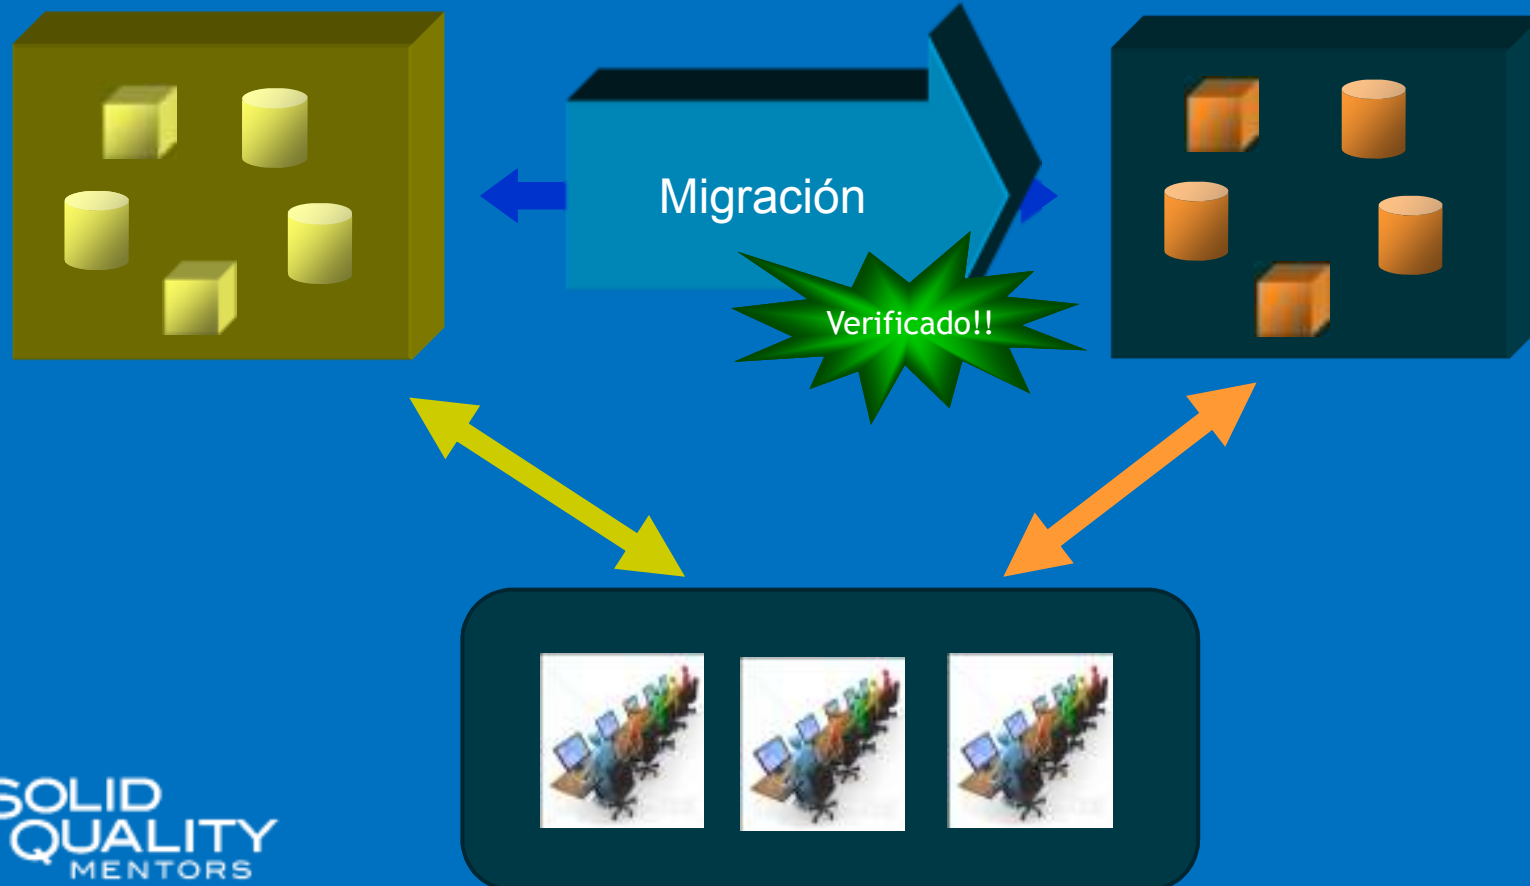 Migración
Verificado!!
SOLID
QUALITY
MENTORS